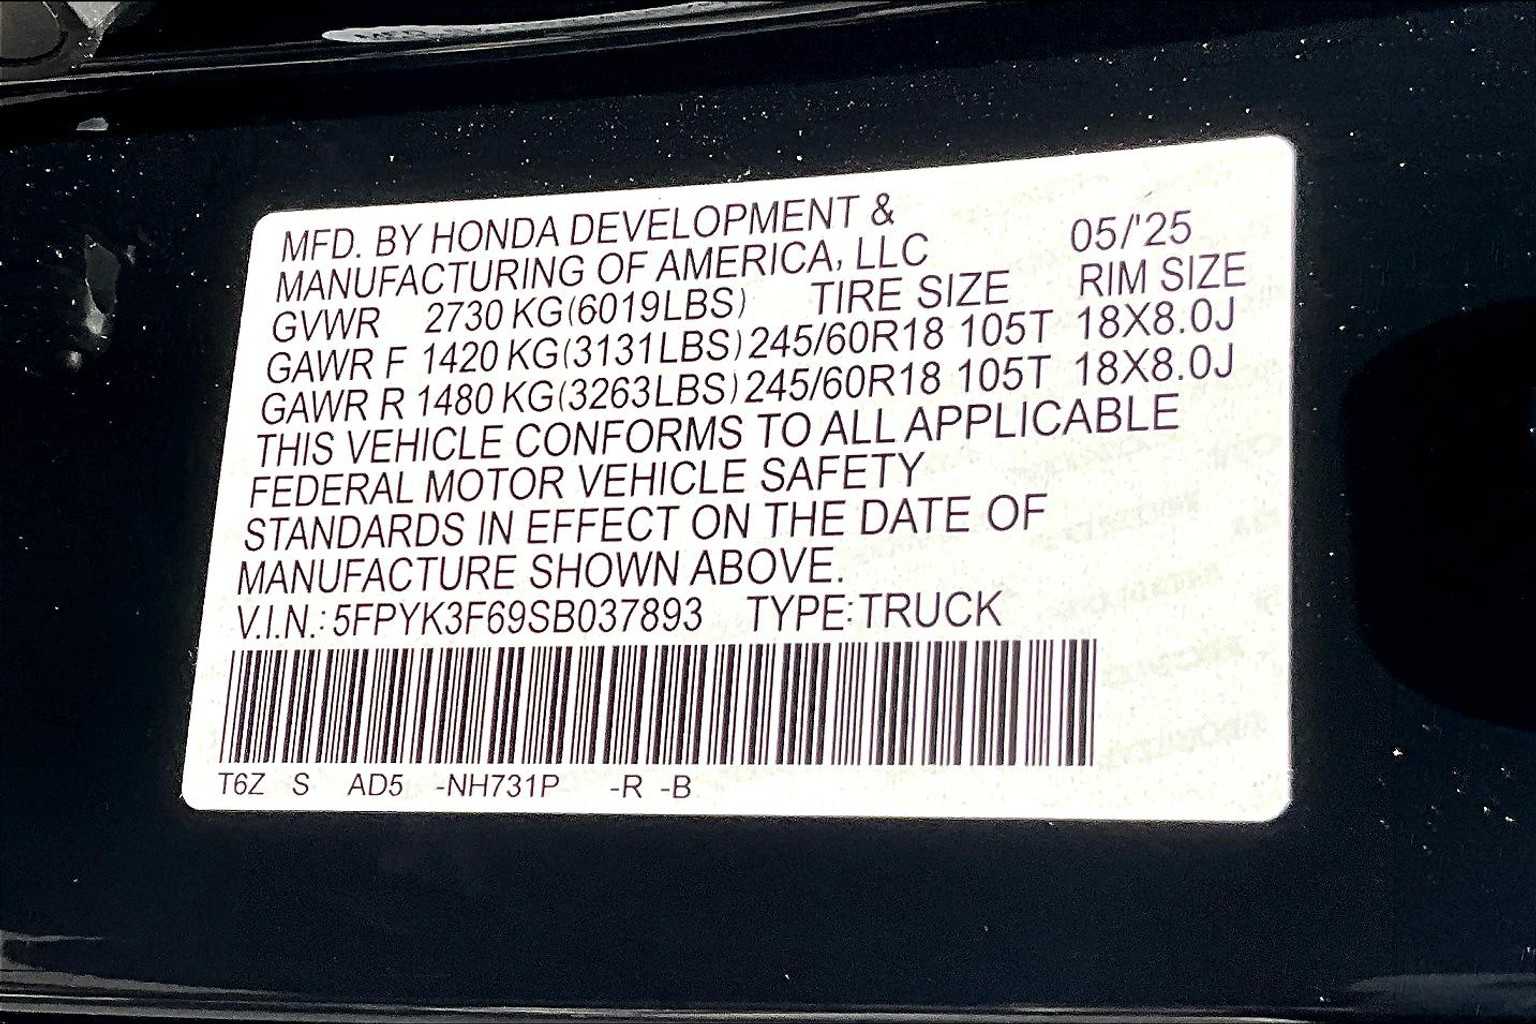 MFD. BY HONDA DEVELOPMENT &
MANUFACTURING OF AMERICA, LLC 05/'25
GVWR 2730 KG(6019LBS) TIRE SIZE RIM SIZE
GAWR F 1420 KG(3131LBS) 245/60R18 105T 18X8.0J
GAWR R 1480 KG(3263LBS) 245/60R18 105T 18X8.0J
THIS VEHICLE CONFORMS TO ALL APPLICABLE
FEDERAL MOTOR VEHICLE SAFETY
STANDARDS IN EFFECT ON THE DATE OF
MANUFACTURE SHOWN ABOVE.
V.I.N.: 5FPYK3F69SB037893 TYPE: TRUCK
T6Z S AD5 -NH731P -R -B